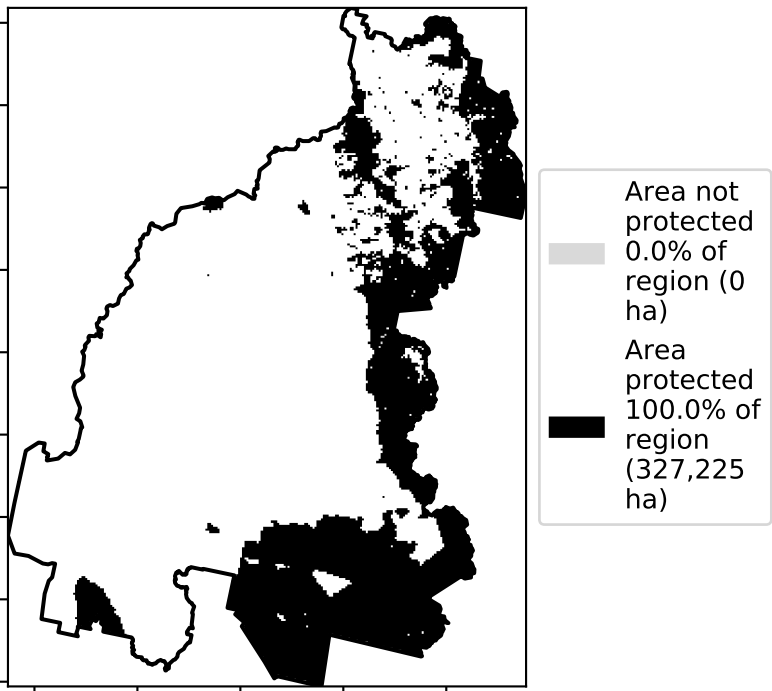 Area not
protected
0.0% of
region (0
ha)
Area
protected
100.0% of
region
(327,225
ha)